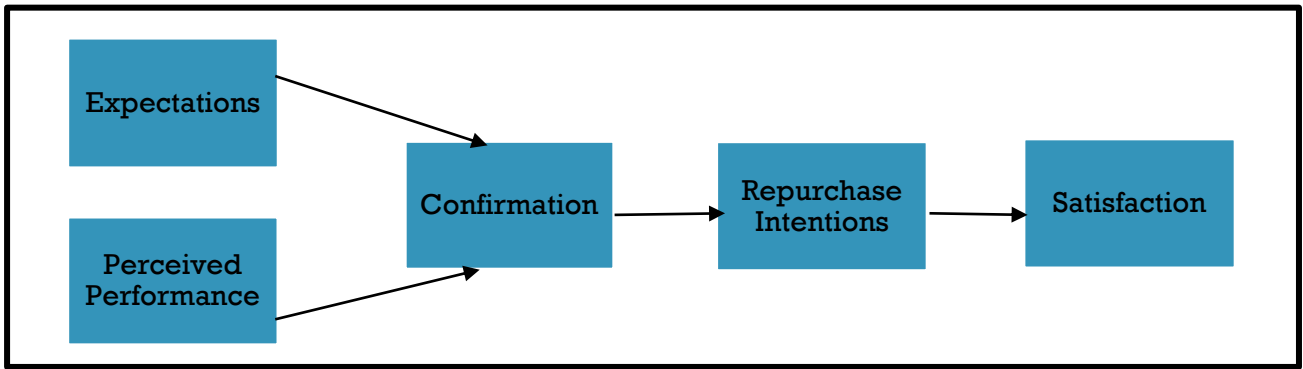 Expectations
Perceived
Performance
Confirmation
Repurchase
Intentions
Satisfaction